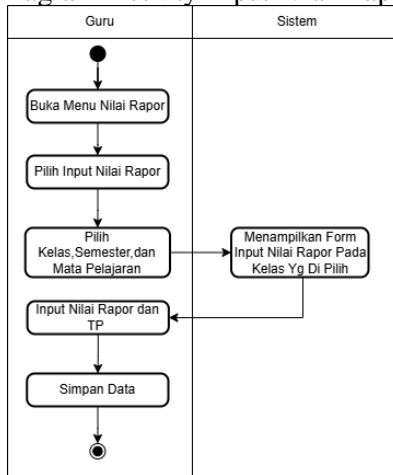 Guru
Sistem
Buka Menu Nilai Rapor
Pilih Input Nilai Rapor
Pilih
Kelas,Semester,dan
Mata Pelajaran
Menampilkan Form
Input Nilai Rapor Pada
Kelas Yg Di Pilih
Input Nilai Rapor dan
TP
Simpan Data